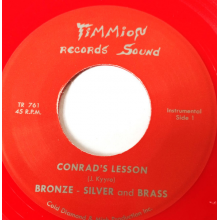 TIMMION
RECORDS SOUND
TR 761
45 R.P.M.
Instrumental
Side 1
CONRAD'S LESSON
BRONZE - SILVER and BRASS